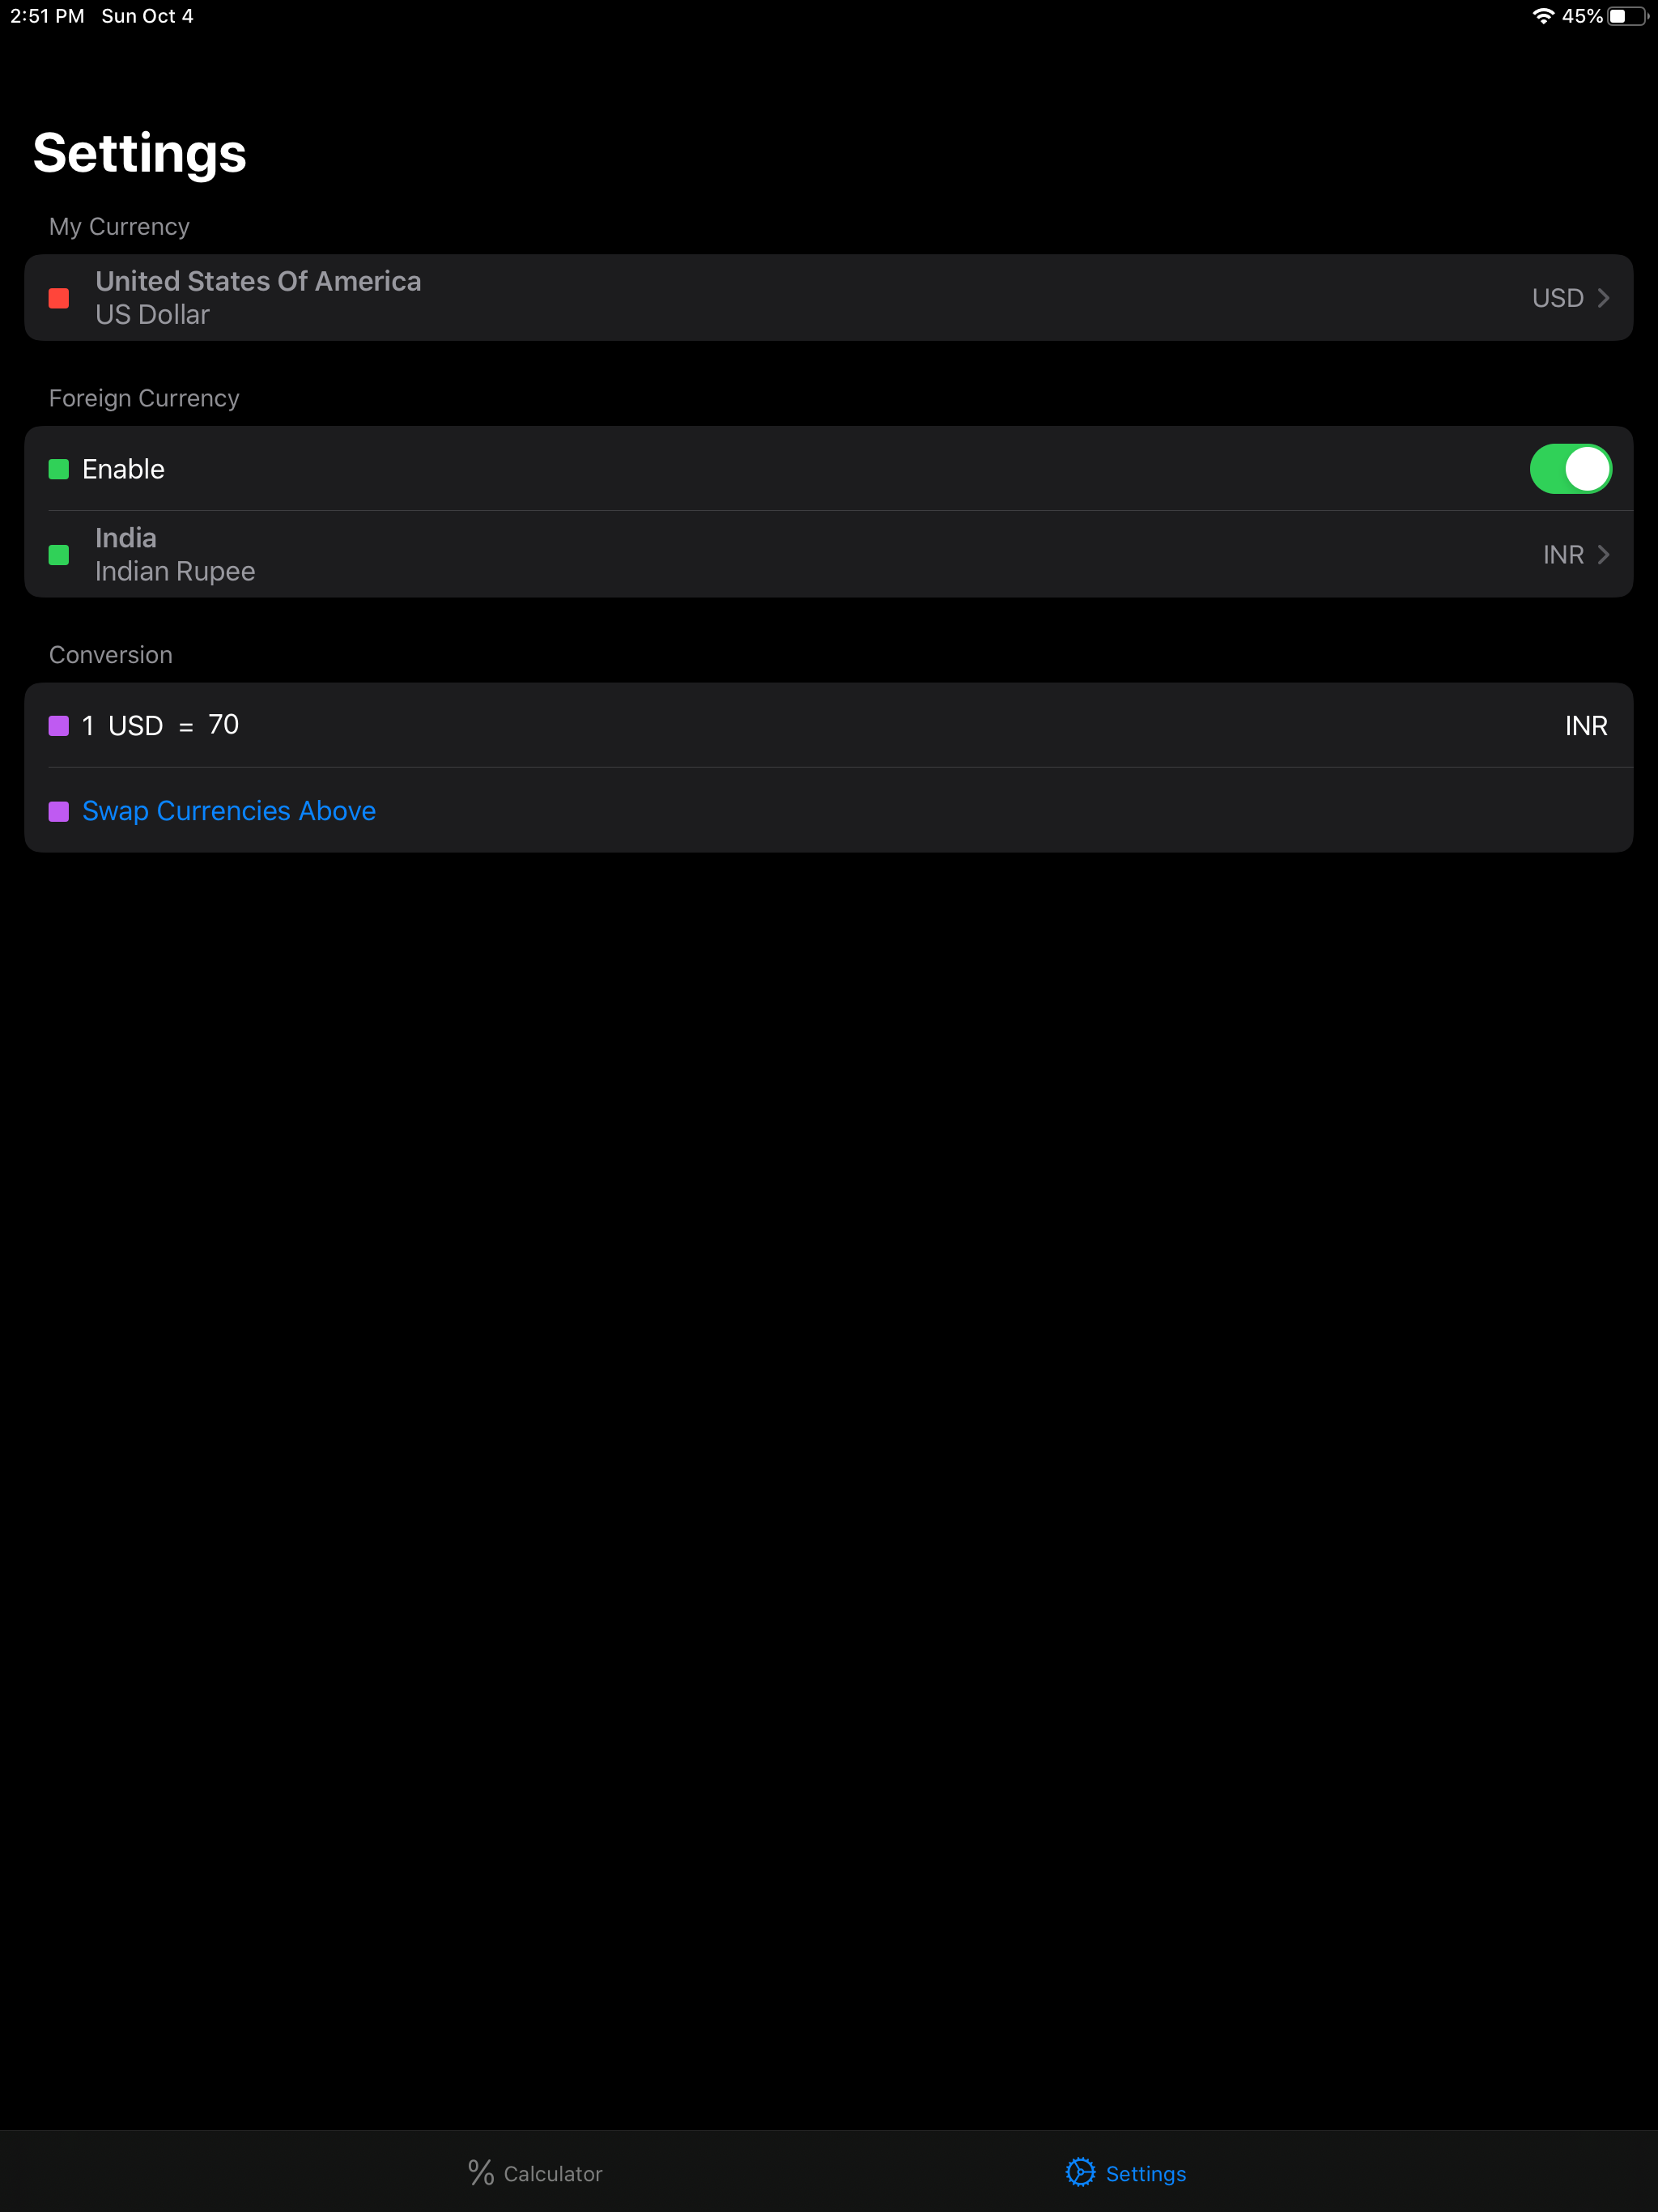 2:51 PM Sun Oct 4 45%
Settings
My Currency
United States Of America
US Dollar
USD
Foreign Currency
Enable
India
Indian Rupee
INR
Conversion
1 USD = 70 INR
Swap Currencies Above
% Calculator
Settings